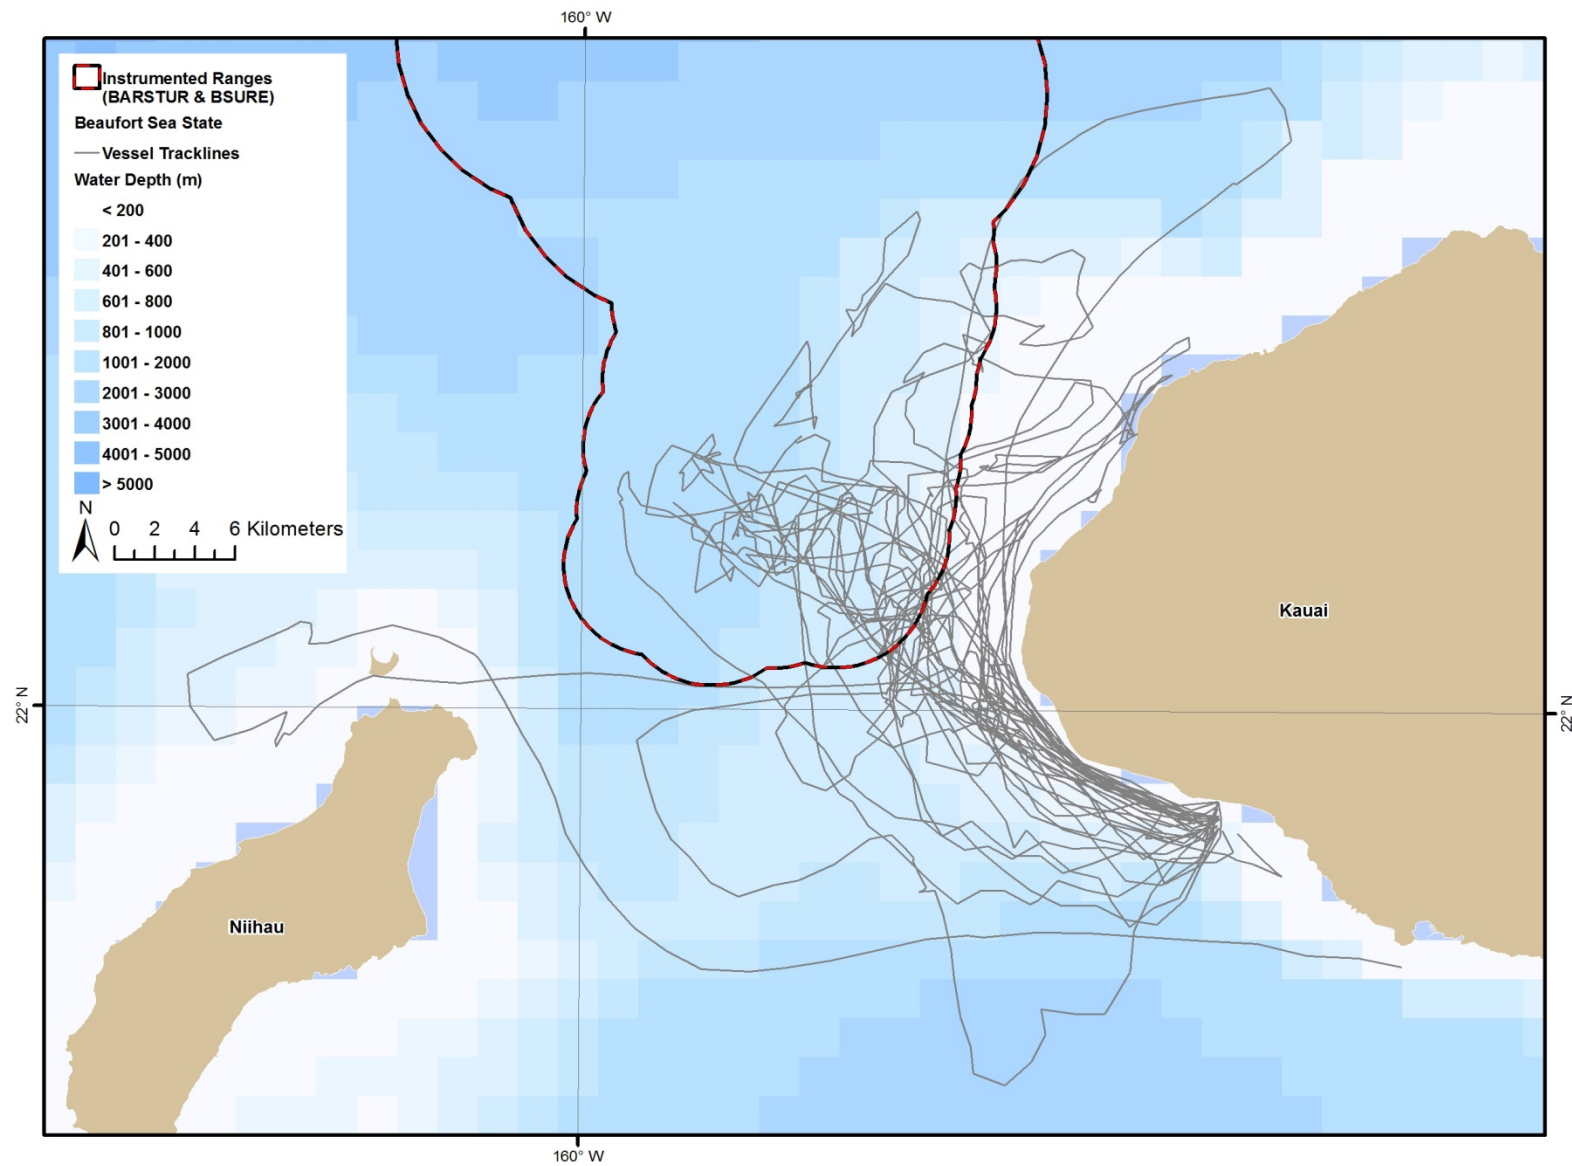 160° W
Instrumented Ranges
(BARSTUR & BSURE)
Beaufort Sea State
Vessel Tracklines
Water Depth (m)
< 200
201 - 400
401 - 600
601 - 800
801 - 1000
1001 - 2000
2001 - 3000
3001 - 4000
4001 - 5000
> 5000
N
0 2 4 6 Kilometers
Kauai
22° N
22° N
Niihau
160° W